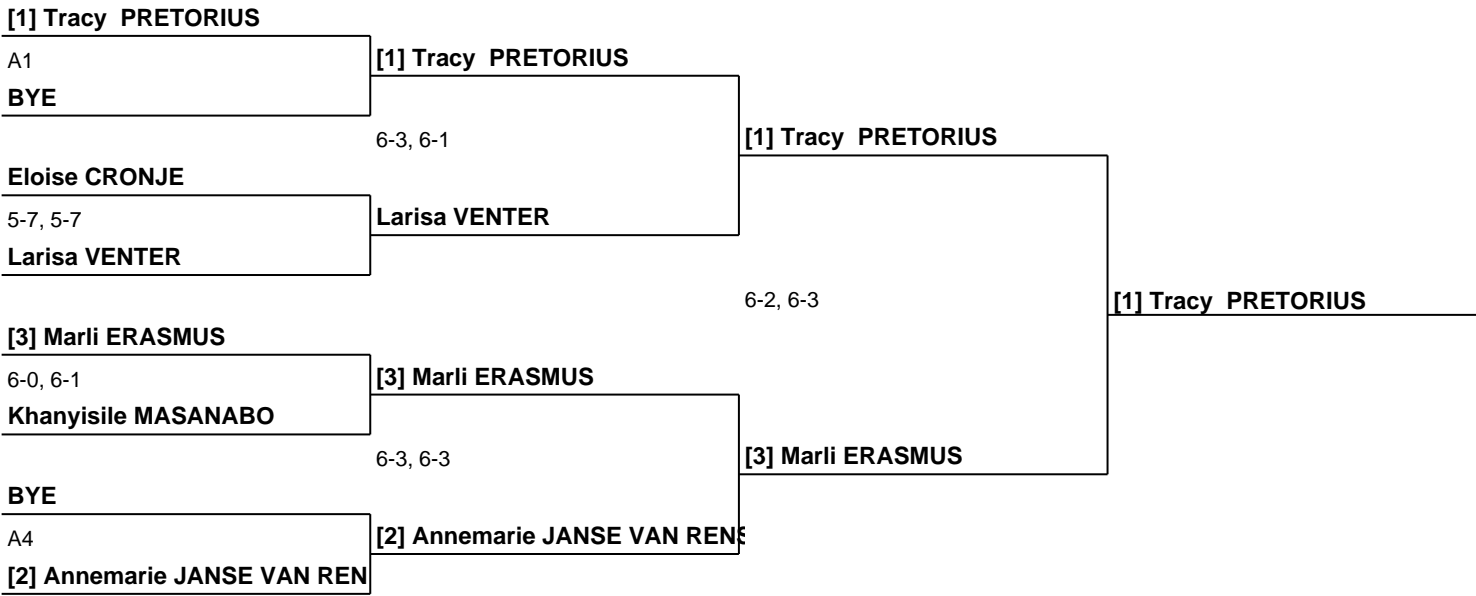 [1] Tracy  PRETORIUS
A1
BYE
[1] Tracy  PRETORIUS
6-3, 6-1
Eloise CRONJE
5-7, 5-7
Larisa VENTER
Larisa VENTER
[1] Tracy  PRETORIUS
6-2, 6-3
[1] Tracy  PRETORIUS
[3] Marli ERASMUS
6-0, 6-1
Khanyisile MASANABO
[3] Marli ERASMUS
6-3, 6-3
[3] Marli ERASMUS
BYE
A4
[2] Annemarie JANSE VAN REN
[2] Annemarie JANSE VAN RENS